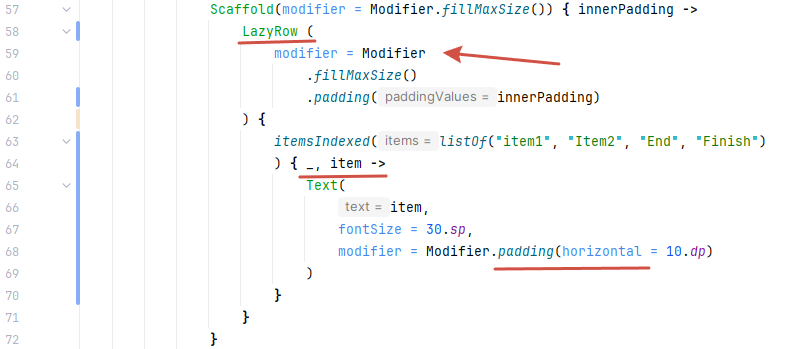 57 Scaffold(modifier = Modifier.fillMaxSize()) { innerPadding ->
58 LazyRow (
59 modifier = Modifier
60 .fillMaxSize()
61 .padding( paddingValues = innerPadding)
62 ) {
63 itemsIndexed( items = listOf("item1", "Item2", "End", "Finish")
64 ) { _, item ->
65 Text(
66 text = item,
67 fontSize = 30.sp,
68 modifier = Modifier.padding(horizontal = 10.dp)
69 )
70 }
71 }
72 }